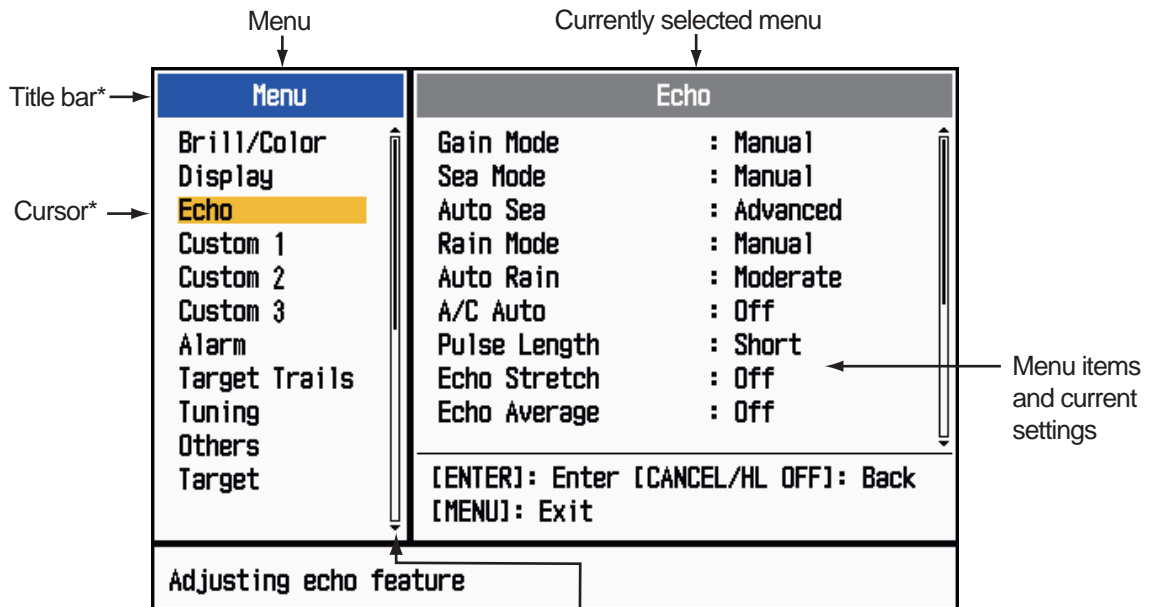 Menu
Currently selected menu
Title bar*
Menu
Echo
Cursor*
Brill/Color
Display
Echo
Custom 1
Custom 2
Custom 3
Alarm
Target Trails
Tuning
Others
Target
Gain Mode : Manual
Sea Mode : Manual
Auto Sea : Advanced
Rain Mode : Manual
Auto Rain : Moderate
A/C Auto : Off
Pulse Length : Short
Echo Stretch : Off
Echo Average : Off
Menu items
and current
settings
[ENTER]: Enter [CANCEL/HL OFF]: Back
[MENU]: Exit
Adjusting echo feature